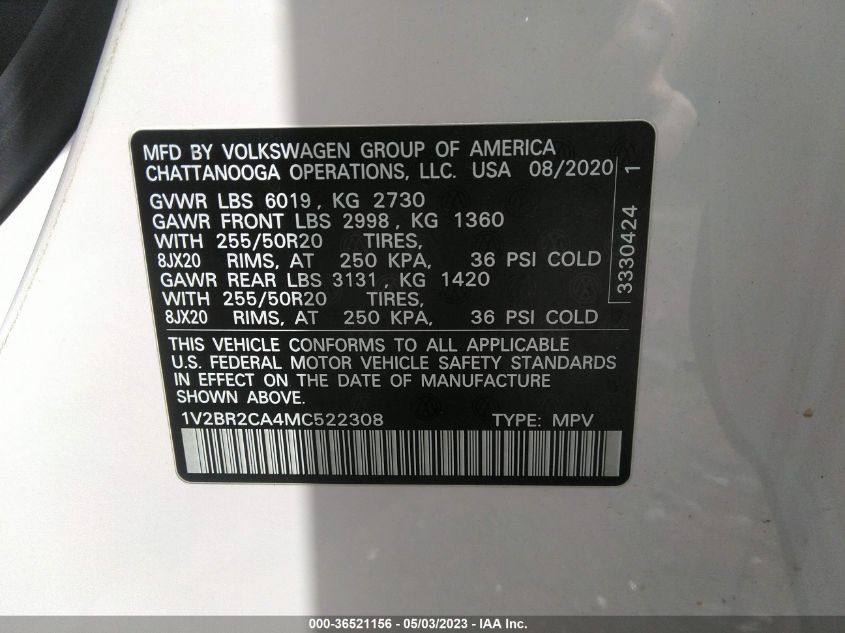 MFD BY VOLKSWAGEN GROUP OF AMERICA
CHATTANOOGA OPERATIONS, LLC. USA 08/2020
GVWR LBS 6019, KG 2730
GAWR FRONT LBS 2998, KG 1360
WITH 255/50R20 TIRES,
8JX20 RIMS, AT 250 KPA, 36 PSI COLD
GAWR REAR LBS 3131, KG 1420
WITH 255/50R20 TIRES,
8JX20 RIMS, AT 250 KPA, 36 PSI COLD
3330424 1
THIS VEHICLE CONFORMS TO ALL APPLICABLE
U.S. FEDERAL MOTOR VEHICLE SAFETY STANDARDS
IN EFFECT ON THE DATE OF MANUFACTURE
SHOWN ABOVE.
1V2BR2CA4MC522308 TYPE: MPV
000-36521156 - 05/03/2023 - IAA Inc.